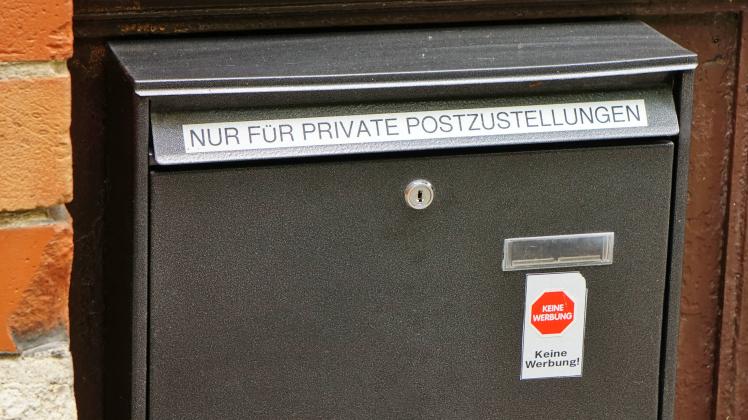 NUR FÜR PRIVATE POSTZUSTELLUNGEN
KEINE
WERBUNG
Keine
Werbung!